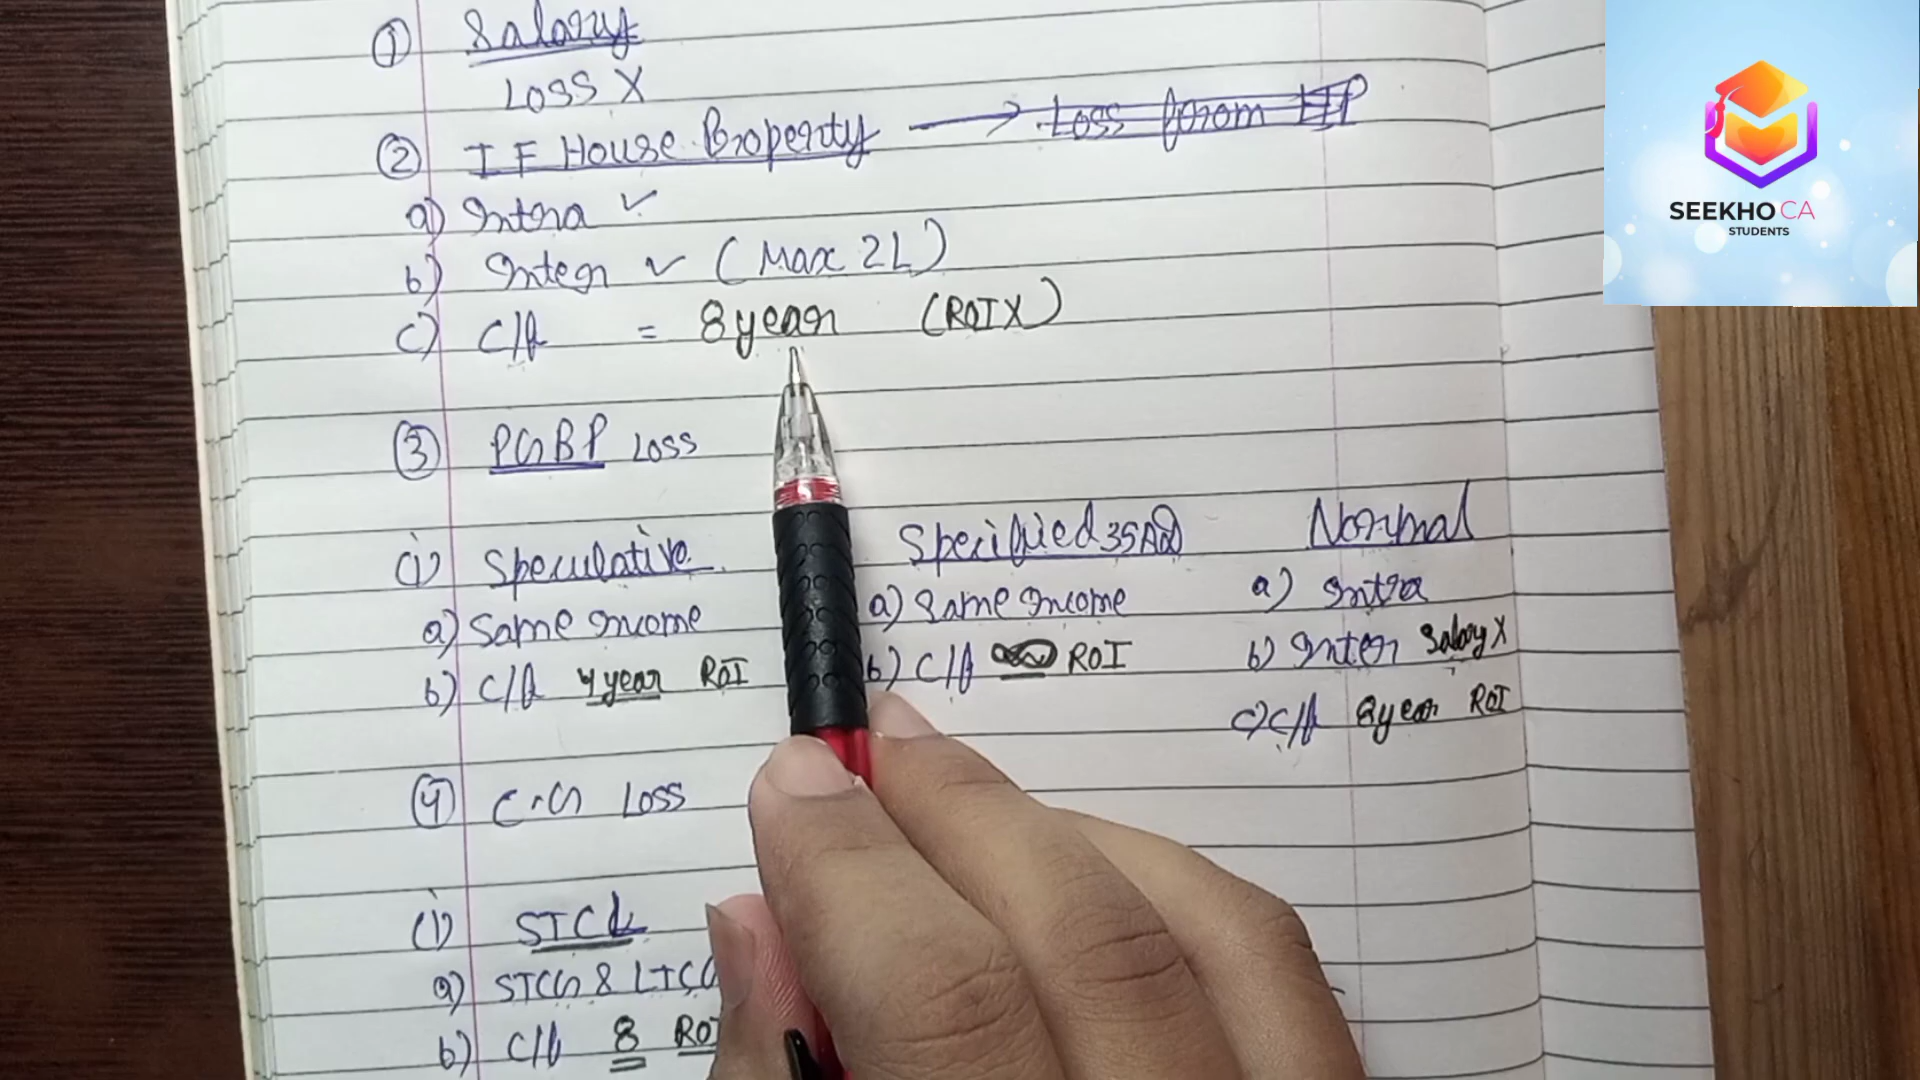 ① Salary
Loss X
② I F House Property → Loss from HP
a) Intra ✓
b) Inter ✓ (Max 2L)
c) C/f = 8 year (ROI X)
③ PGBP Loss
(i) Speculative Specified 35AD Normal
a) Same Income a) Same Income a) Intra
b) C/f 4 year ROI b) C/f ∞ ROI b) Inter Salary X
c) C/f 8 year ROI
④ C.G Loss
(i) STCL
a) STCG & LTCG
b) C/f 8 ROI
SEEKHO CA
STUDENTS